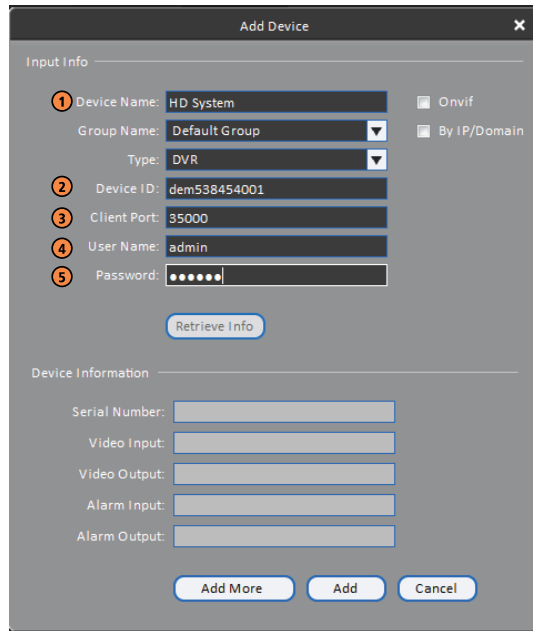 Add Device
Input Info
1 Device Name: HD System Onvif
Group Name: Default Group By IP/Domain
Type: DVR
2 Device ID: dem538454001
3 Client Port: 35000
4 User Name: admin
5 Password: ●●●●●●
Retrieve Info
Device Information
Serial Number:
Video Input:
Video Output:
Alarm Input:
Alarm Output:
Add More Add Cancel